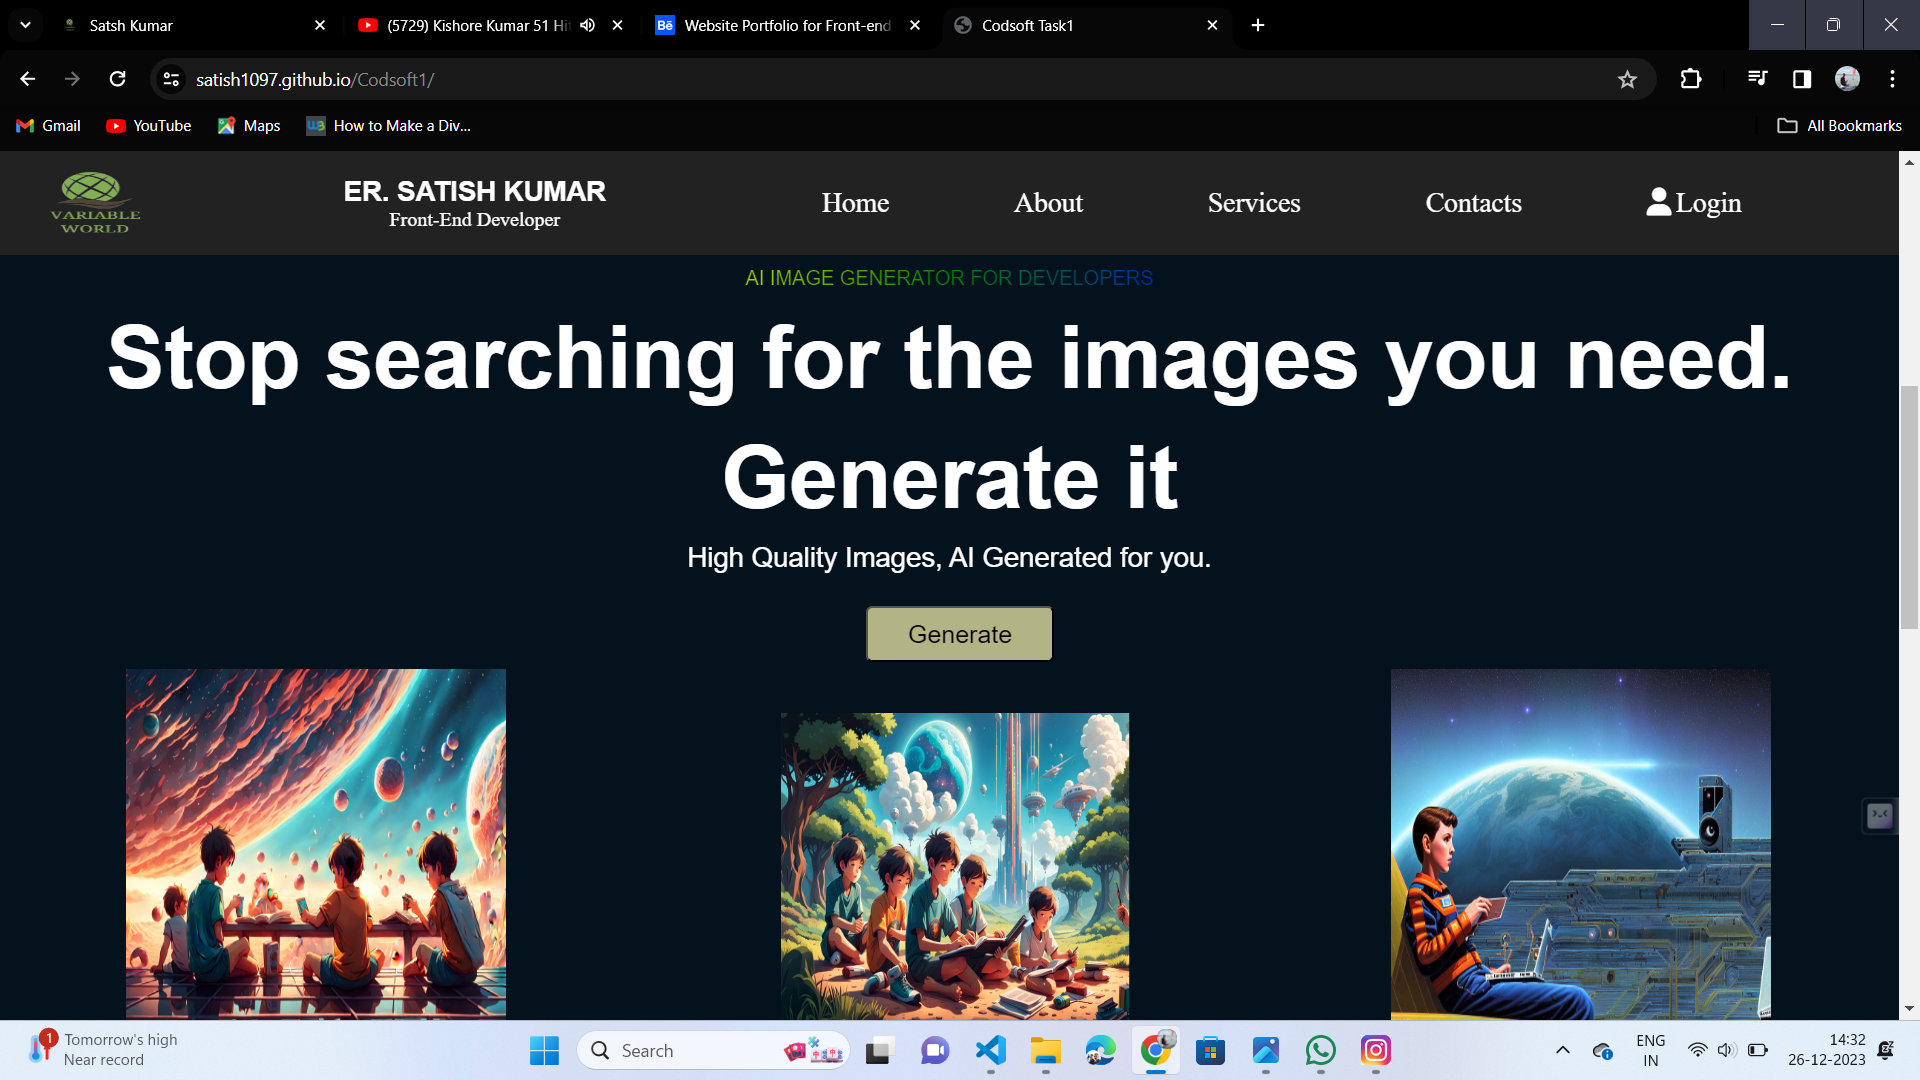 Satsh Kumar
(5729) Kishore Kumar 51 Hi
Bē Website Portfolio for Front-end
Codsoft Task1
satish1097.github.io/Codsoft1/
Gmail
YouTube
Maps
How to Make a Div...
All Bookmarks
VARIABLE
WORLD
ER. SATISH KUMAR
Front-End Developer
Home
About
Services
Contacts
Login
AI IMAGE GENERATOR FOR DEVELOPERS
Stop searching for the images you need.
Generate it
High Quality Images, AI Generated for you.
Generate
1
Tomorrow's high
Near record
Search
ENG
IN
14:32
26-12-2023